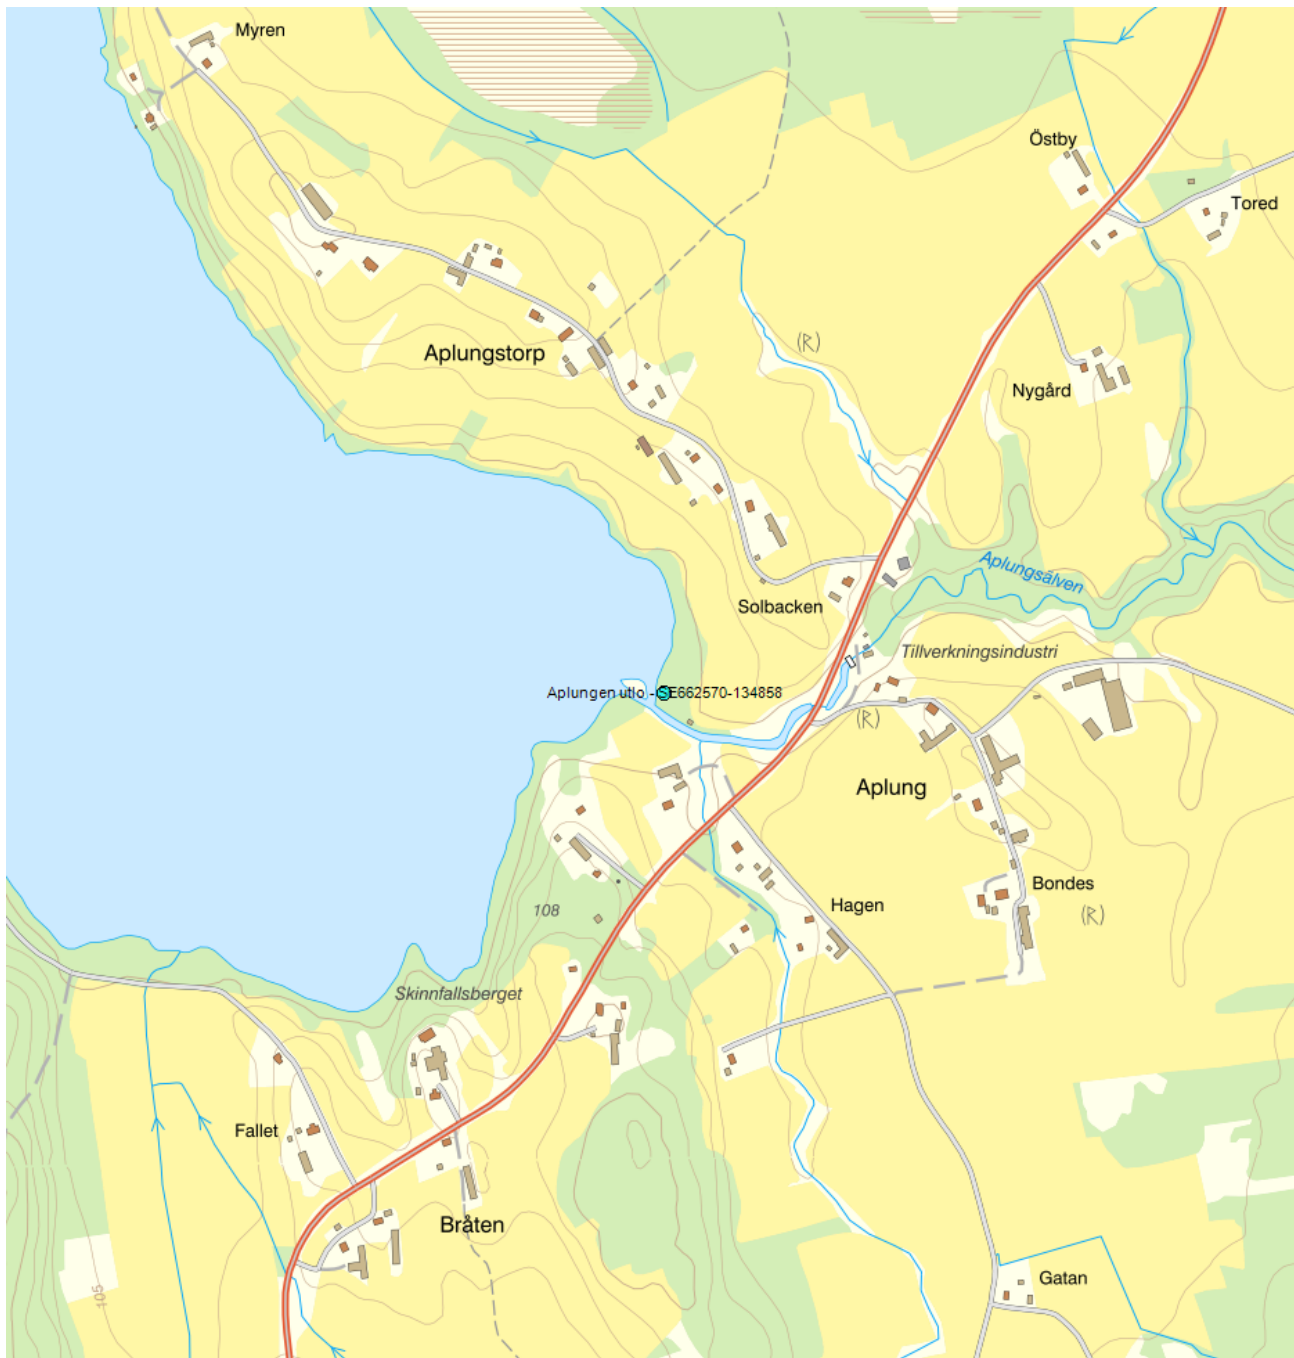 Myren
Östby
Tored
(R)
Aplungstorp
Nygård
Aplungsälven
Solbacken
Tillverkningsindustri
Aplungen utlo - SE662570-134858
(R)
Aplung
Bondes
108
Hagen
(R)
Skinnfallsberget
Fallet
Bråten
Gatan
105